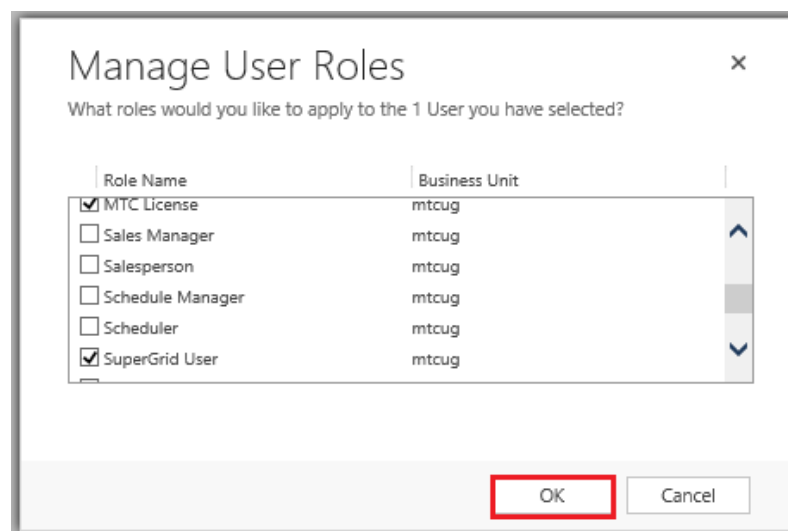 Manage User Roles
What roles would you like to apply to the 1 User you have selected?
Role Name Business Unit
MTC License mtcug
Sales Manager mtcug
Salesperson mtcug
Schedule Manager mtcug
Scheduler mtcug
SuperGrid User mtcug
OK Cancel